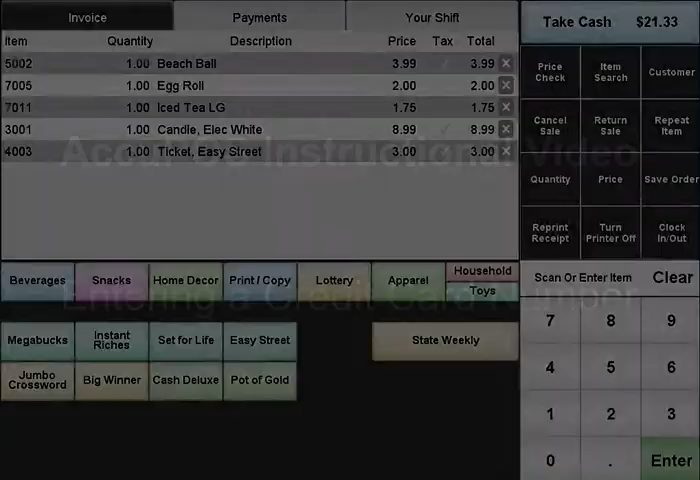 Invoice Payments Your Shift Take Cash $21.33
Item Quantity Description Price Tax Total
5002 1.00 Beach Ball 3.99 ✓ 3.99 ×
7005 1.00 Egg Roll 2.00 2.00 ×
7011 1.00 Iced Tea LG 1.75 1.75 ×
3001 1.00 Candle, Elec White 8.99 ✓ 8.99 ×
4003 1.00 Ticket, Easy Street 3.00 3.00 ×
Price Check Item Search Customer
Cancel Sale Return Sale Repeat Item
Quantity Price Save Order
Reprint Receipt Turn Printer Off Clock In/Out
Instructional Video
Entering a Credit Card Number
Beverages Snacks Home Decor Print / Copy Lottery Apparel Household
Toys
Scan Or Enter Item Clear
Megabucks Instant Riches Set for Life Easy Street State Weekly
Jumbo Crossword Big Winner Cash Deluxe Pot of Gold
7 8 9
4 5 6
1 2 3
0 . Enter